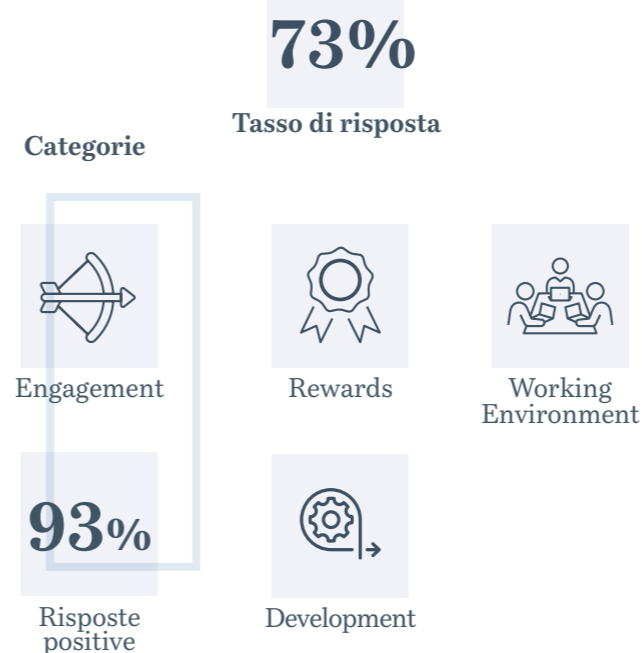 73%
Tasso di risposta
Categorie
Engagement
Rewards
Working
Environment
93%
Risposte
positive
Development